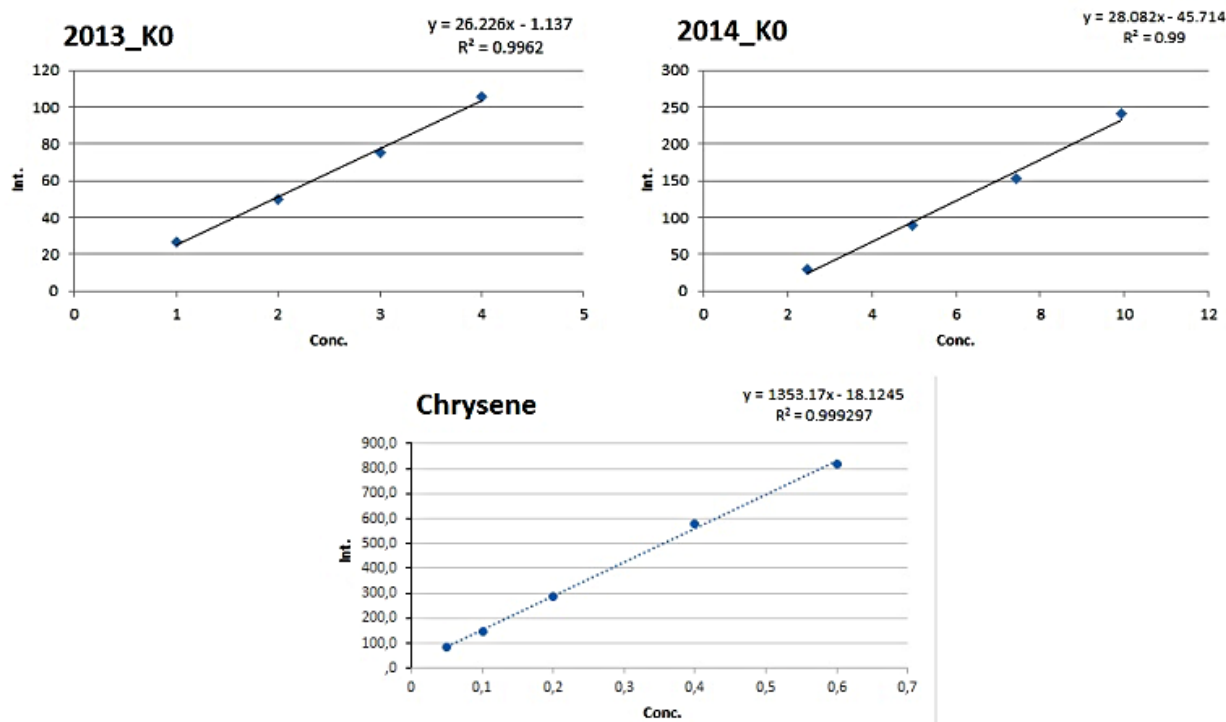 2013_K0
y = 26.226x - 1.137
R² = 0.9962
120
100
80
60
40
20
0
0 1 2 3 4 5
Int.
Conc.
2014_K0
y = 28.082x - 45.714
R² = 0.99
300
250
200
150
100
50
0
0 2 4 6 8 10 12
Int.
Conc.
Chrysene
y = 1353.17x - 18.1245
R² = 0.999297
900,0
800,0
700,0
600,0
500,0
400,0
300,0
200,0
100,0
,0
0 0,1 0,2 0,3 0,4 0,5 0,6 0,7
Int.
Conc.